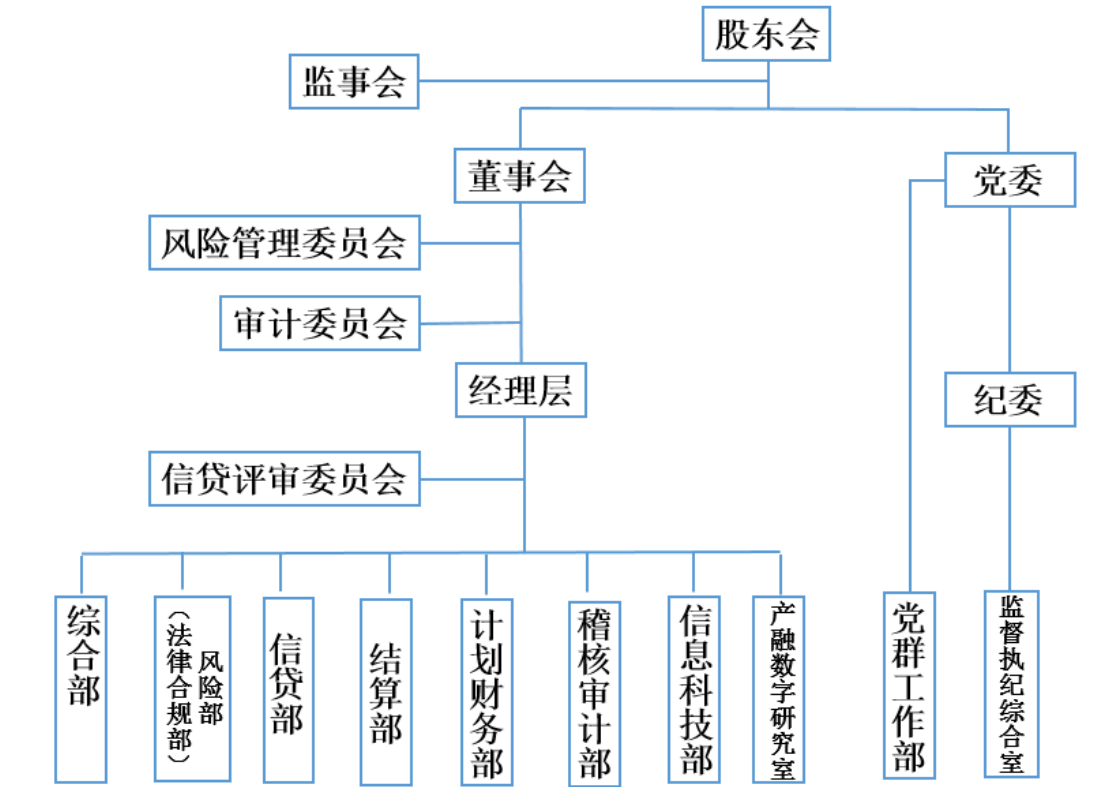 股东会
监事会
董事会
党委
风险管理委员会
审计委员会
经理层
纪委
信贷评审委员会
综合部
风险部
（法律合规部）
信贷部
结算部
计划财务部
稽核审计部
信息科技部
产融数字研究室
党群工作部
监督执纪综合室